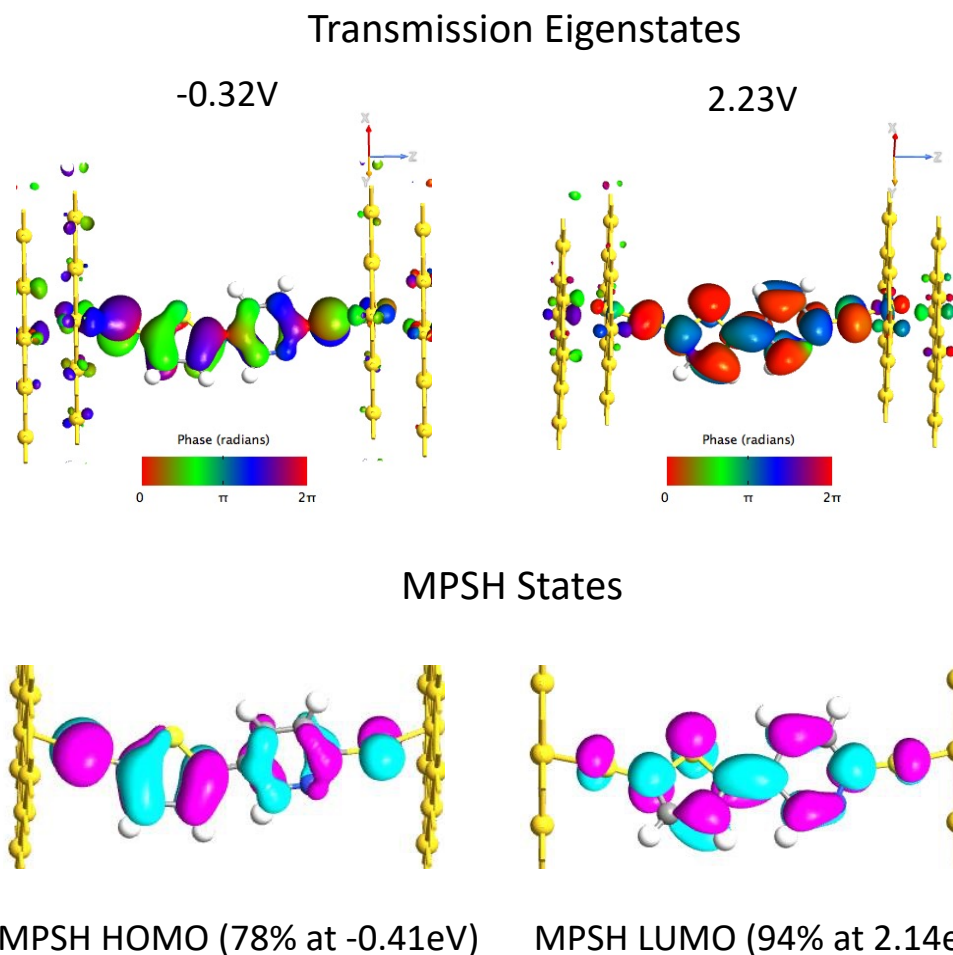 Transmission Eigenstates
-0.32V
2.23V
X
Z
Y
X
Z
Y
Phase (radians)
0 π 2π
Phase (radians)
0 π 2π
MPSH States
MPSH HOMO (78% at -0.41eV)
MPSH LUMO (94% at 2.14e